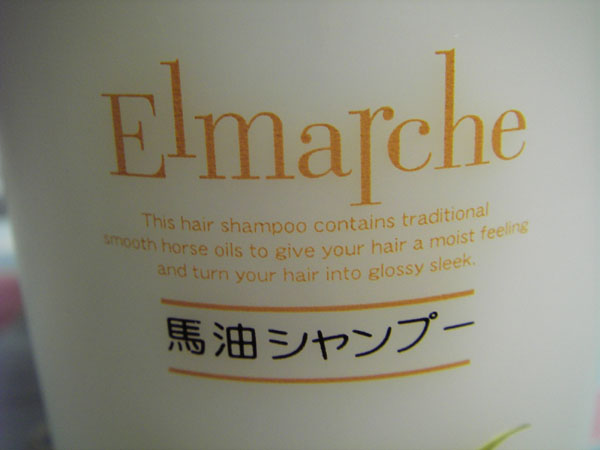 Elmarche
This hair shampoo contains traditional
smooth horse oils to give your hair a moist feeling
and turn your hair into glossy sleek.
馬油シャンプー